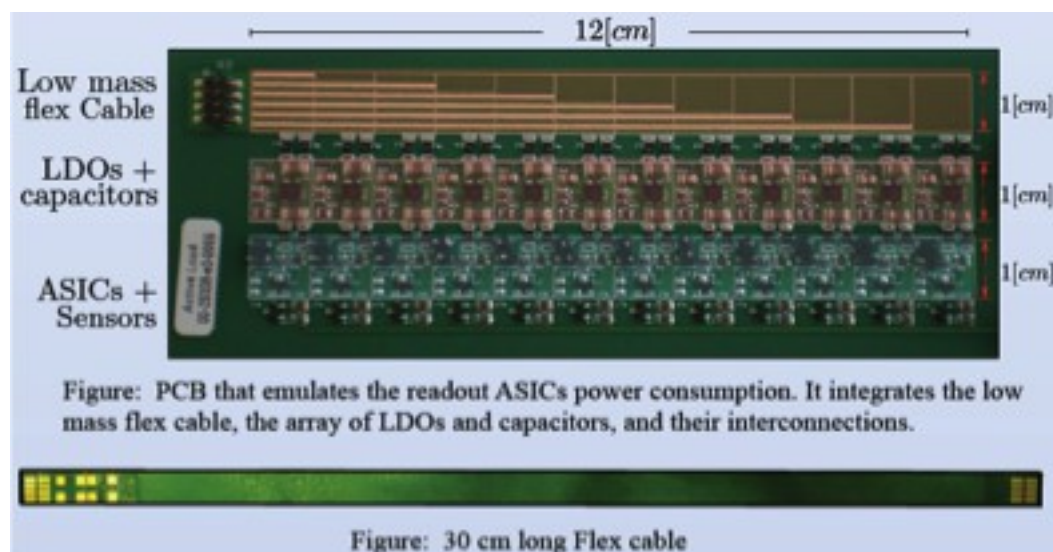 12[cm]
Low mass
flex Cable
1[cm]
LDOs +
capacitors
1[cm]
ASICs +
Sensors
1[cm]
Figure: PCB that emulates the readout ASICs power consumption. It integrates the low
mass flex cable, the array of LDOs and capacitors, and their interconnections.
Figure: 30 cm long Flex cable